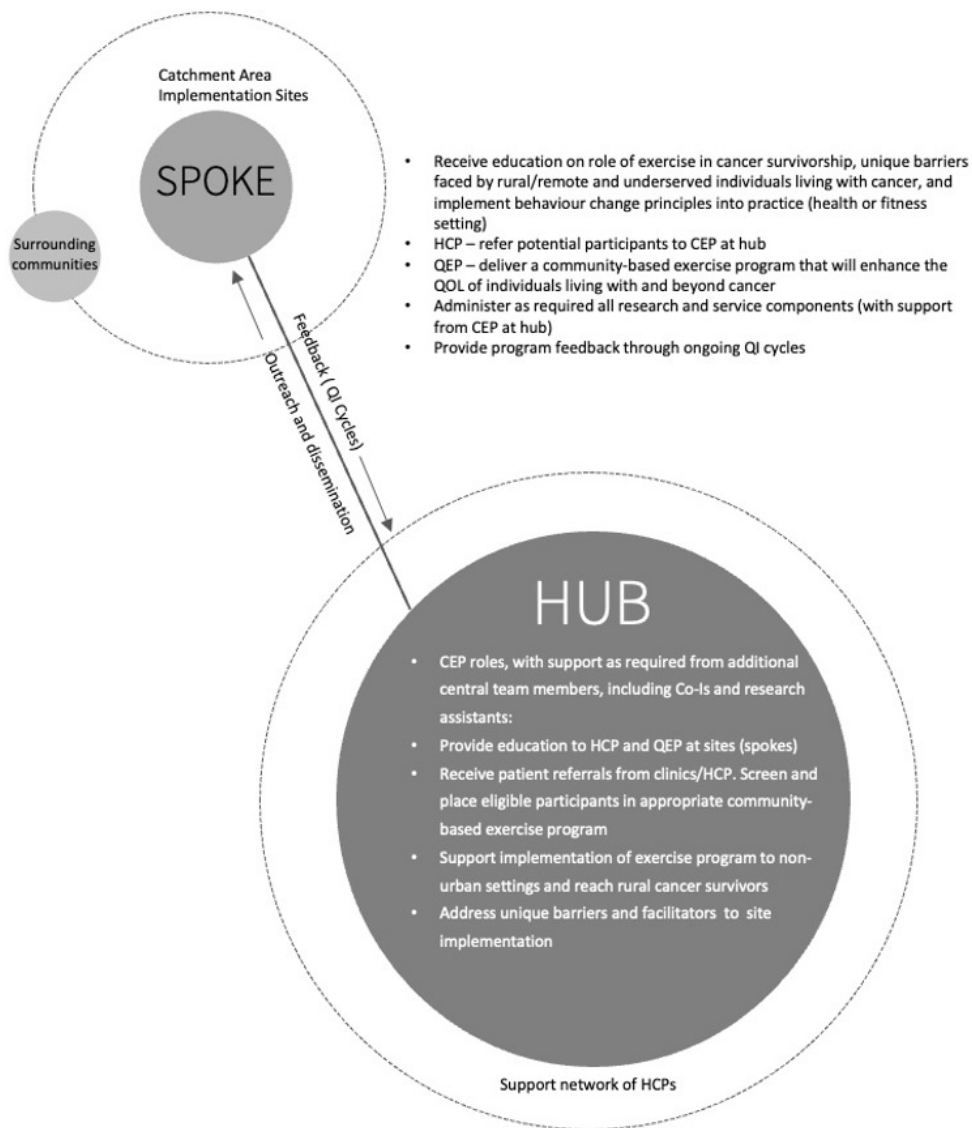 Catchment Area
Implementation Sites
SPOKE
Surrounding
communities
• Receive education on role of exercise in cancer survivorship, unique barriers
faced by rural/remote and underserved individuals living with cancer, and
implement behaviour change principles into practice (health or fitness
setting)
• HCP – refer potential participants to CEP at hub
• QEP – deliver a community-based exercise program that will enhance the
QOL of individuals living with and beyond cancer
• Administer as required all research and service components (with support
from CEP at hub)
• Provide program feedback through ongoing QI cycles
Feedback ( QI Cycles)
Outreach and dissemination
HUB
• CEP roles, with support as required from additional
central team members, including Co-Is and research
assistants:
• Provide education to HCP and QEP at sites (spokes)
• Receive patient referrals from clinics/HCP. Screen and
place eligible participants in appropriate community-
based exercise program
• Support implementation of exercise program to non-
urban settings and reach rural cancer survivors
• Address unique barriers and facilitators to site
implementation
Support network of HCPs